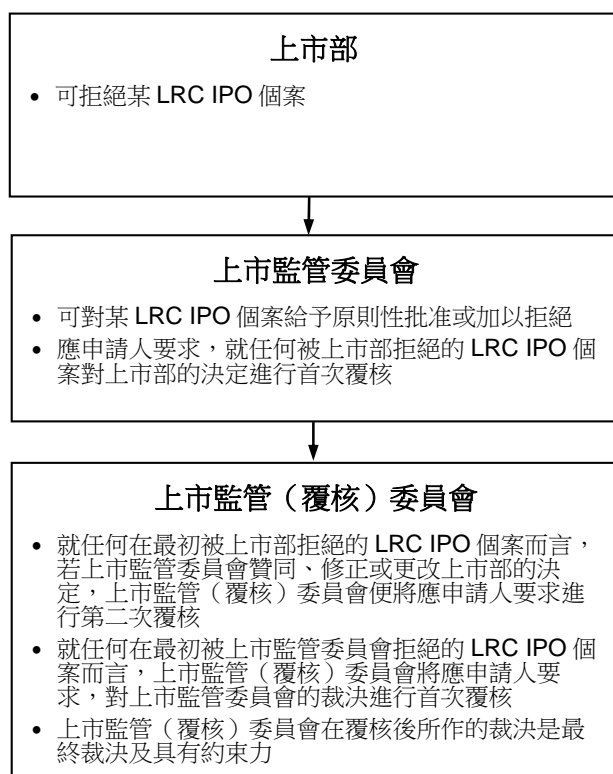 上市部
• 可拒絕某 LRC IPO 個案
上市監管委員會
• 可對某 LRC IPO 個案給予原則性批准或加以拒絕
• 應申請人要求，就任何被上市部拒絕的 LRC IPO 個
案對上市部的決定進行首次覆核
上市監管（覆核）委員會
• 就任何在最初被上市部拒絕的 LRC IPO 個案而言，
若上市監管委員會贊同、修正或更改上市部的決
定，上市監管（覆核）委員會便將應申請人要求進
行第二次覆核
• 就任何在最初被上市監管委員會拒絕的 LRC IPO 個
案而言，上市監管（覆核）委員會將應申請人要
求，對上市監管委員會的裁決進行首次覆核
• 上市監管（覆核）委員會在覆核後所作的裁決是最
終裁決及具有約束力